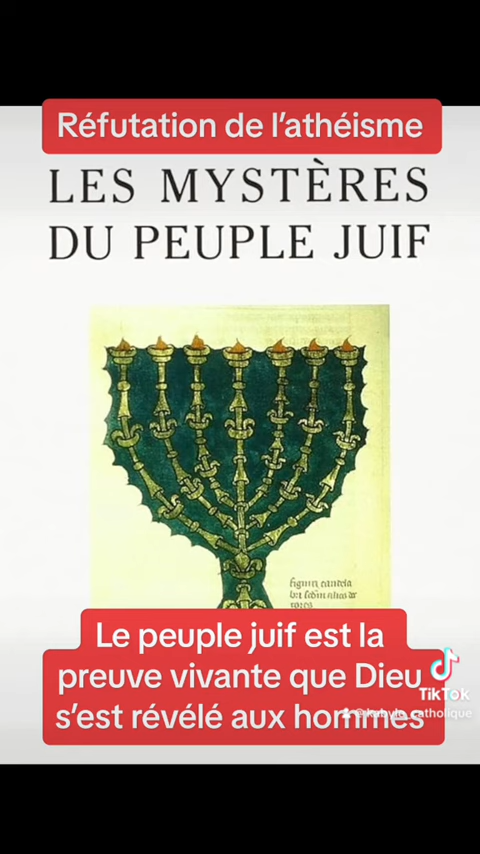 Réfutation de l'athéisme
LES MYSTÈRES
DU PEUPLE JUIF
Le peuple juif est la
preuve vivante que Dieu
s'est révélé aux hommes
TikTok
@kabyle_catholique